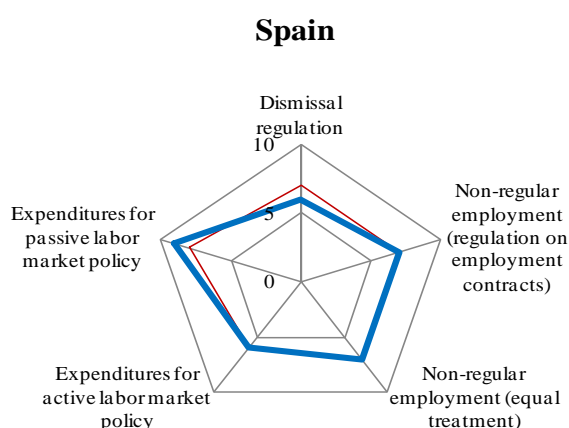 Spain
Dismissal
regulation
10
5
0
Non-regular
employment
(regulation on
employment
contracts)
Non-regular
employment (equal
treatment)
Expenditures for
active labor market
policy
Expenditures for
passive labor
market policy